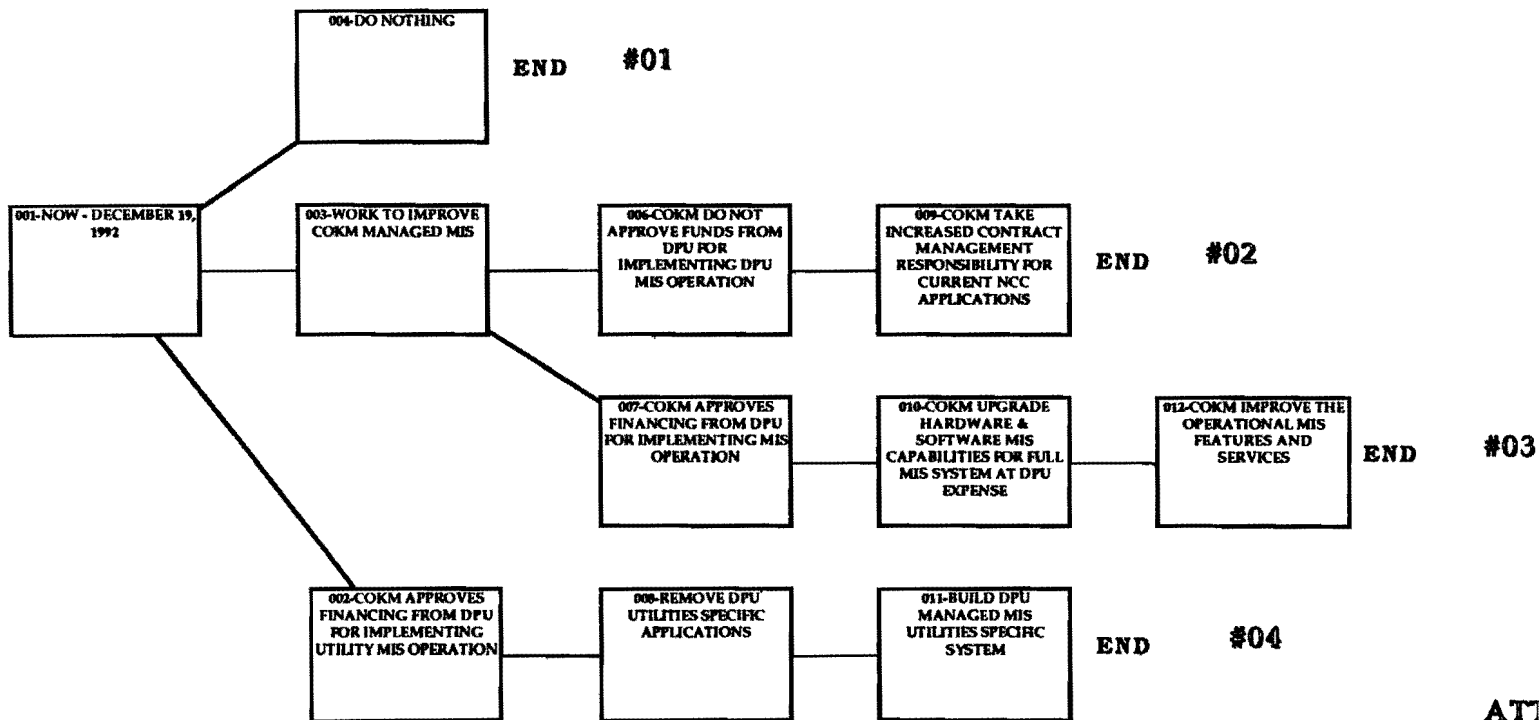 004-DO NOTHING
END #01
001-NOW - DECEMBER 19,
1992
003-WORK TO IMPROVE
COKM MANAGED MIS
006-COKM DO NOT
APPROVE FUNDS FROM
DPU FOR
IMPLEMENTING DPU
MIS OPERATION
009-COKM TAKE
INCREASED CONTRACT
MANAGEMENT
RESPONSIBILITY FOR
CURRENT NCC
APPLICATIONS
END #02
007-COKM APPROVES
FINANCING FROM DPU
FOR IMPLEMENTING MIS
OPERATION
010-COKM UPGRADE
HARDWARE &
SOFTWARE MIS
CAPABILITIES FOR FULL
MIS SYSTEM AT DPU
EXPENSE
012-COKM IMPROVE THE
OPERATIONAL MIS
FEATURES AND
SERVICES
END #03
002-COKM APPROVES
FINANCING FROM DPU
FOR IMPLEMENTING
UTILITY MIS OPERATION
008-REMOVE DPU
UTILITIES SPECIFIC
APPLICATIONS
011-BUILD DPU
MANAGED MIS
UTILITIES SPECIFIC
SYSTEM
END #04